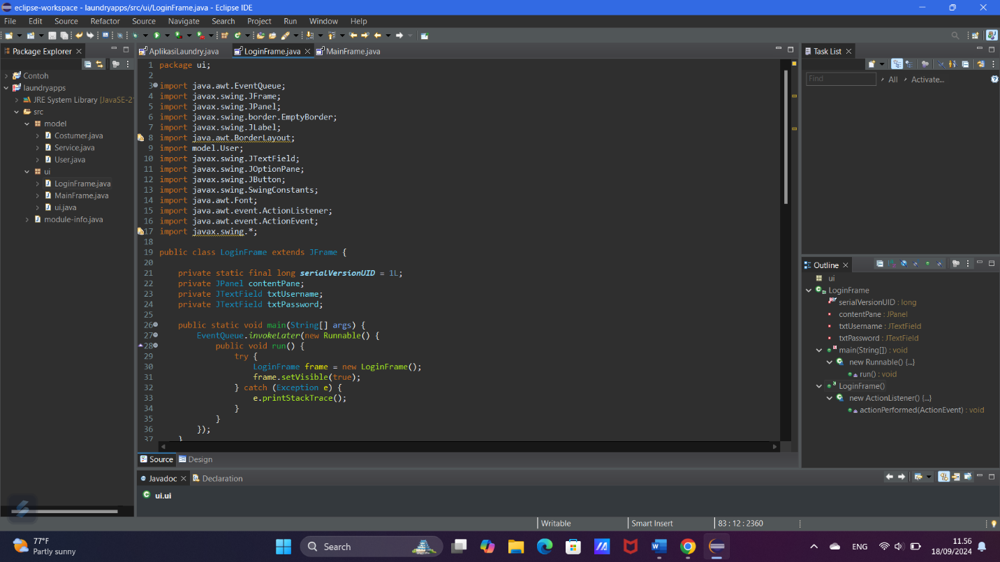 eclipse-workspace - laundryapps/src/ui/LoginFrame.java - Eclipse IDE
File Edit Source Refactor Source Navigate Search Project Run Window Help
Package Explorer
Contoh
laundryapps
JRE System Library [JavaSE-21
src
model
Costumer.java
Service.java
User.java
ui
LoginFrame.java
MainFrame.java
ui.java
module-info.java
AplikasiLaundry.java LoginFrame.java MainFrame.java
1 package ui;
2
3 import java.awt.EventQueue;
4 import javax.swing.JFrame;
5 import javax.swing.JPanel;
6 import javax.swing.border.EmptyBorder;
7 import javax.swing.JLabel;
8 import java.awt.BorderLayout;
9 import model.User;
10 import javax.swing.JTextField;
11 import javax.swing.JOptionPane;
12 import javax.swing.JButton;
13 import javax.swing.SwingConstants;
14 import java.awt.Font;
15 import java.awt.event.ActionListener;
16 import java.awt.event.ActionEvent;
17 import javax.swing.*;
18
19 public class LoginFrame extends JFrame {
20
21 private static final long serialVersionUID = 1L;
22 private JPanel contentPane;
23 private JTextField txtUsername;
24 private JTextField txtPassword;
25
26 public static void main(String[] args) {
27 EventQueue.invokeLater(new Runnable() {
28 public void run() {
29 try {
30 LoginFrame frame = new LoginFrame();
31 frame.setVisible(true);
32 } catch (Exception e) {
33 e.printStackTrace();
34 }
35 }
36 });
37 }
Source Design
Javadoc Declaration
ui.ui
Task List
Find All Activate...
Outline
ui
LoginFrame
serialVersionUID : long
contentPane : JPanel
txtUsername : JTextField
txtPassword : JTextField
main(String[]) : void
new Runnable() {...}
run() : void
LoginFrame()
new ActionListener() {...}
actionPerformed(ActionEvent) : void
Writable Smart Insert 83 : 12 : 2360
77°F
Partly sunny
Search
ENG
11.56
18/09/2024